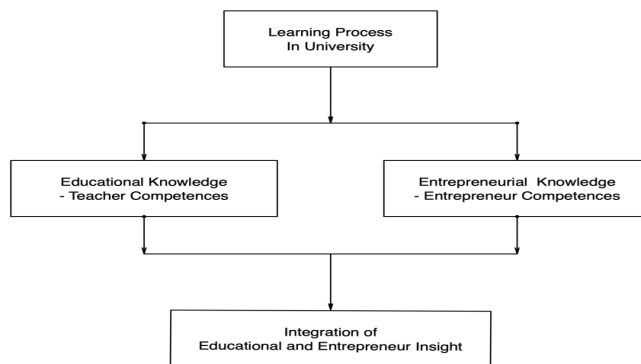 Learning Process
In University
Educational Knowledge
- Teacher Competences
Entrepreneurial Knowledge
- Entrepreneur Competences
Integration of
Educational and Entrepreneur Insight